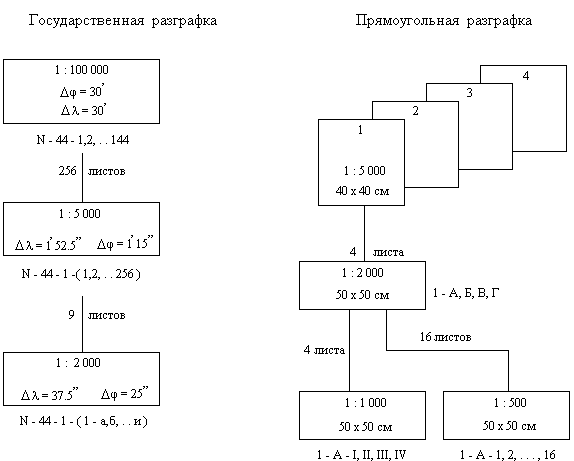 Государственная разграфка
1 : 100 000
Δφ = 30’
Δλ = 30’
N - 44 - 1,2, . . 144
256 листов
1 : 5 000
Δλ = 1’ 52.5” Δφ = 1’ 15”
N - 44 - 1 - ( 1,2, . . 256 )
9 листов
1 : 2 000
Δλ = 37.5” Δφ = 25”
N - 44 - 1 - ( 1 - а,б, . . и )
Прямоугольная разграфка
4
3
2
1
1 : 5 000
40 х 40 см
4 листа
1 : 2 000
50 х 50 см
1 - А, Б, В, Г
4 листа
16 листов
1 : 1 000
50 х 50 см
1 - А - I, II, III, IV
1 : 500
50 х 50 см
1 - А - 1, 2, . . . , 16